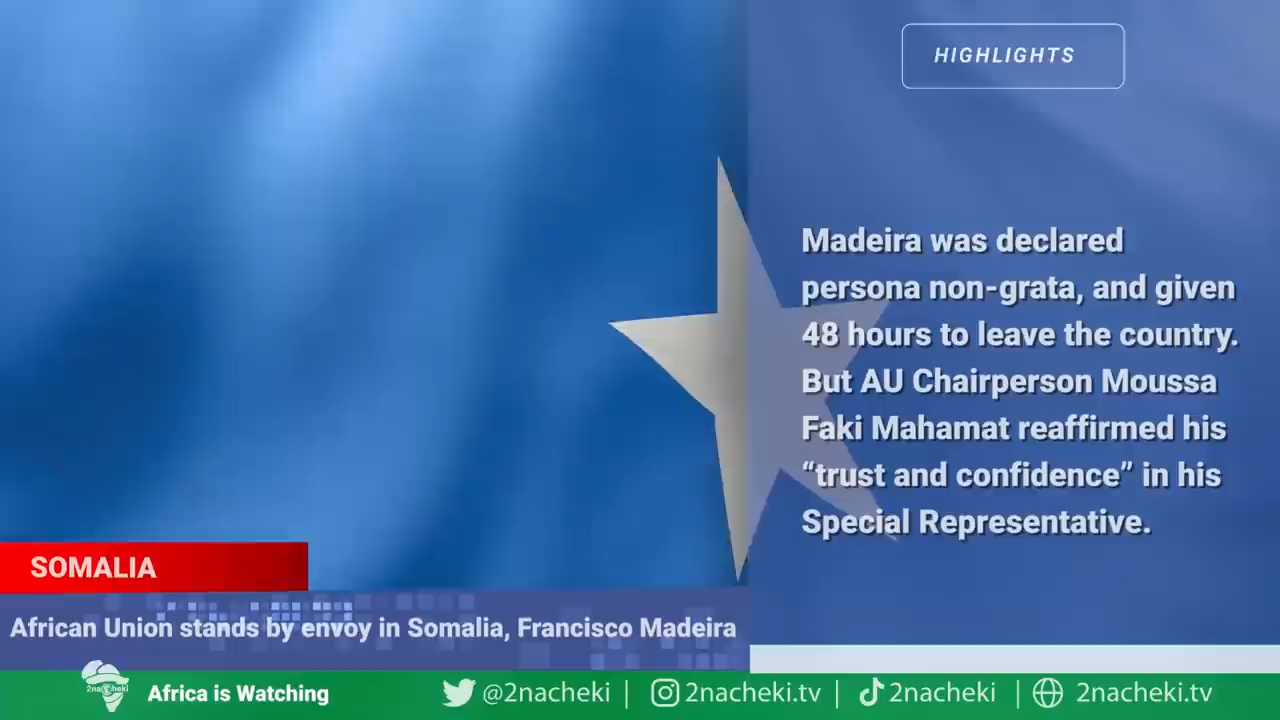 HIGHLIGHTS
Madeira was declared
persona non-grata, and given
48 hours to leave the country.
But AU Chairperson Moussa
Faki Mahamat reaffirmed his
“trust and confidence” in his
Special Representative.
SOMALIA
African Union stands by envoy in Somalia, Francisco Madeira
2nacheki
Africa is Watching
@2nacheki | 2nacheki.tv | 2nacheki | 2nacheki.tv